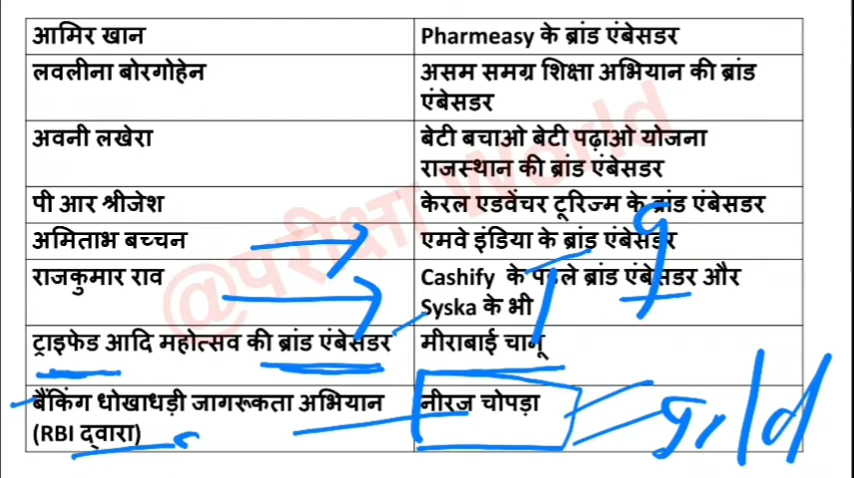 आमिर खान Pharmeasy के ब्रांड एंबेसडर
लवलीना बोरगोहेन असम समग्र शिक्षा अभियान की ब्रांड
एंबेसडर
अवनी लखेरा बेटी बचाओ बेटी पढ़ाओ योजना
राजस्थान की ब्रांड एंबेसडर
पी आर श्रीजेश केरल एडवेंचर टूरिज्म के ब्रांड एंबेसडर
अमिताभ बच्चन एमवे इंडिया के ब्रांड एंबेसडर
राजकुमार राव Cashify के पहले ब्रांड एंबेसडर और
Syska के भी
ट्राइफेड आदि महोत्सव की ब्रांड एंबेसडर मीराबाई चानू
बैंकिंग धोखाधड़ी जागरूकता अभियान नीरज चोपड़ा
(RBI द्वारा)
@परीक्षा World